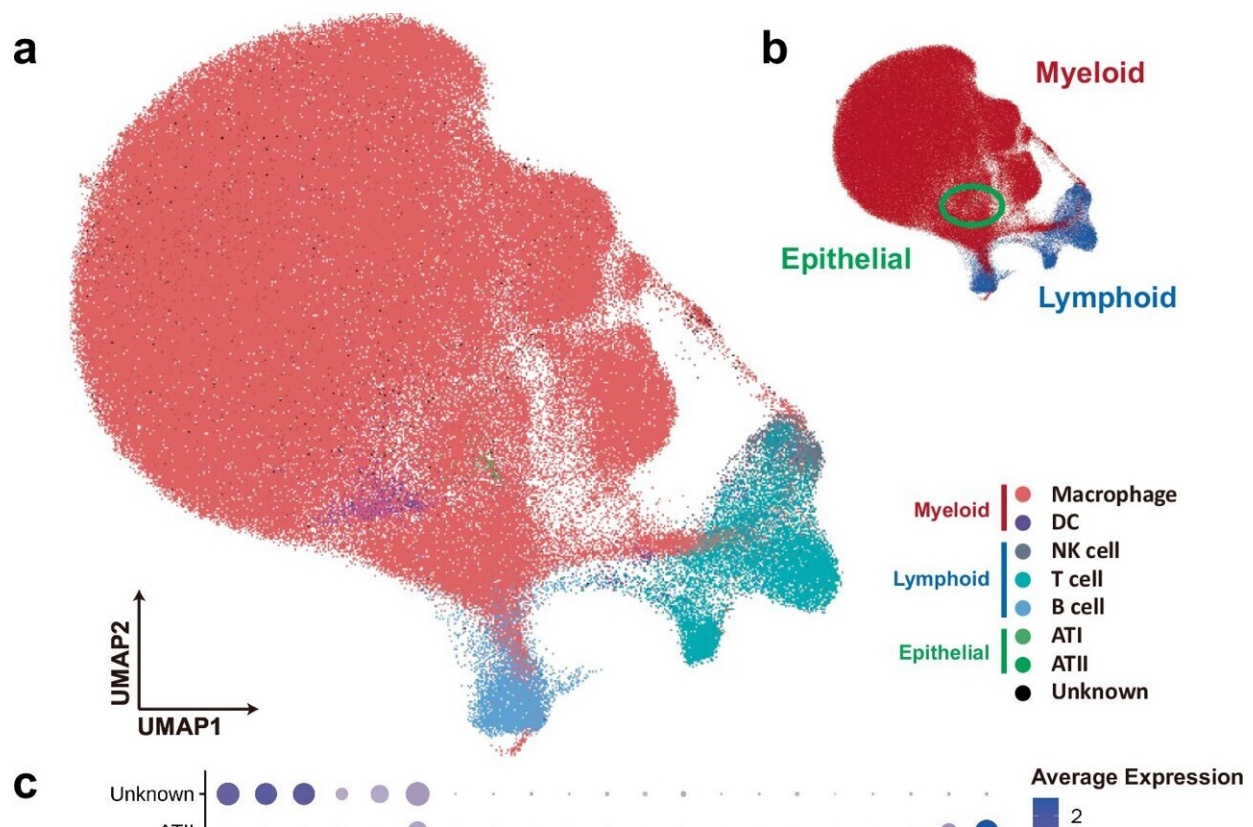 a
b
Myeloid
Epithelial
Lymphoid
Myeloid
Macrophage
DC
Lymphoid
NK cell
T cell
B cell
Epithelial
ATI
ATII
Unknown
UMAP2
UMAP1
c
Unknown
Average Expression
2